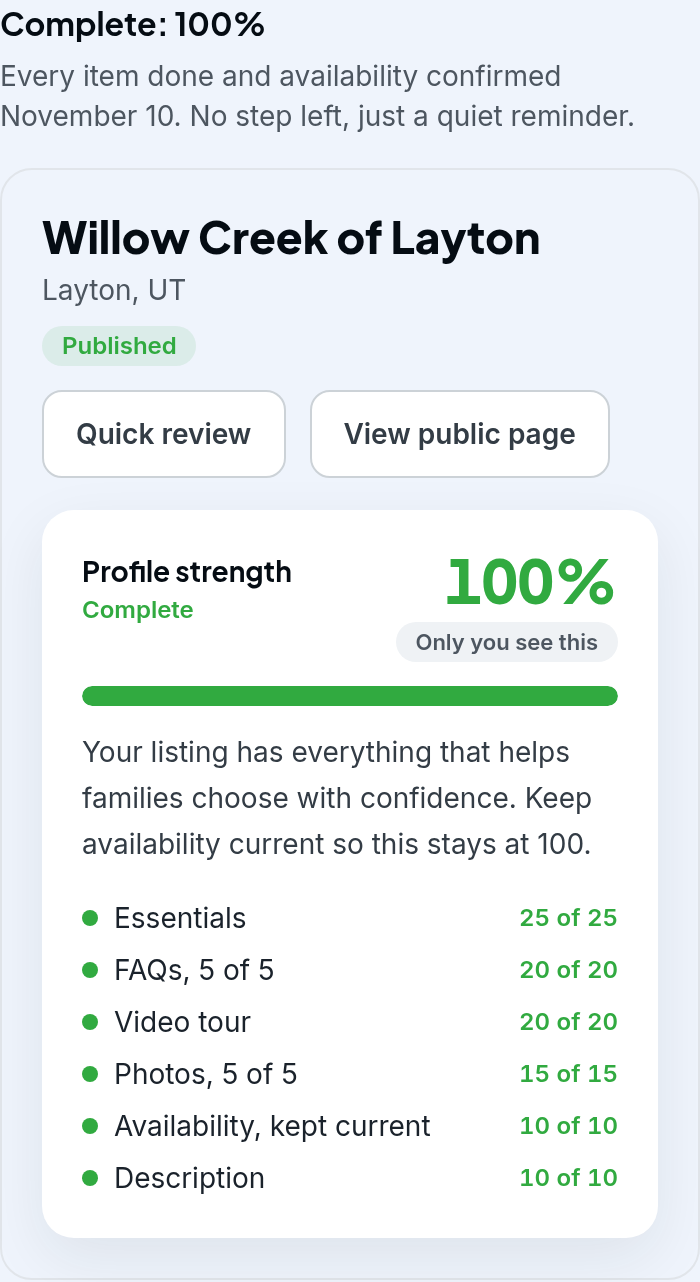 Complete: 100%
Every item done and availability confirmed
November 10. No step left, just a quiet reminder.
Willow Creek of Layton
Layton, UT
Published
Quick review
View public page
Profile strength
100%
Complete
Only you see this
Your listing has everything that helps
families choose with confidence. Keep
availability current so this stays at 100.
Essentials 25 of 25
FAQs, 5 of 5 20 of 20
Video tour 20 of 20
Photos, 5 of 5 15 of 15
Availability, kept current 10 of 10
Description 10 of 10